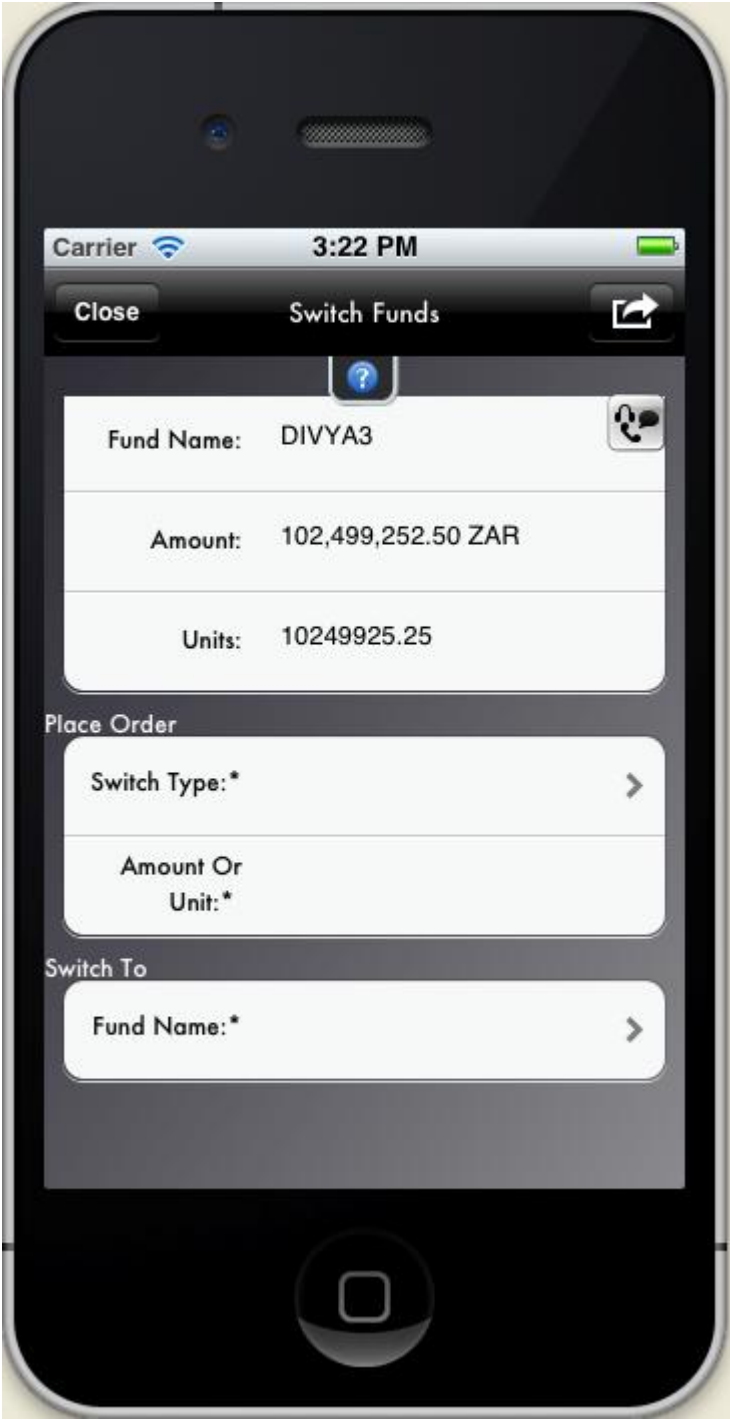 Carrier 3:22 PM
Close Switch Funds
?
Fund Name: DIVYA3
Amount: 102,499,252.50 ZAR
Units: 10249925.25
Place Order
Switch Type:*
Amount Or
Unit:*
Switch To
Fund Name:*